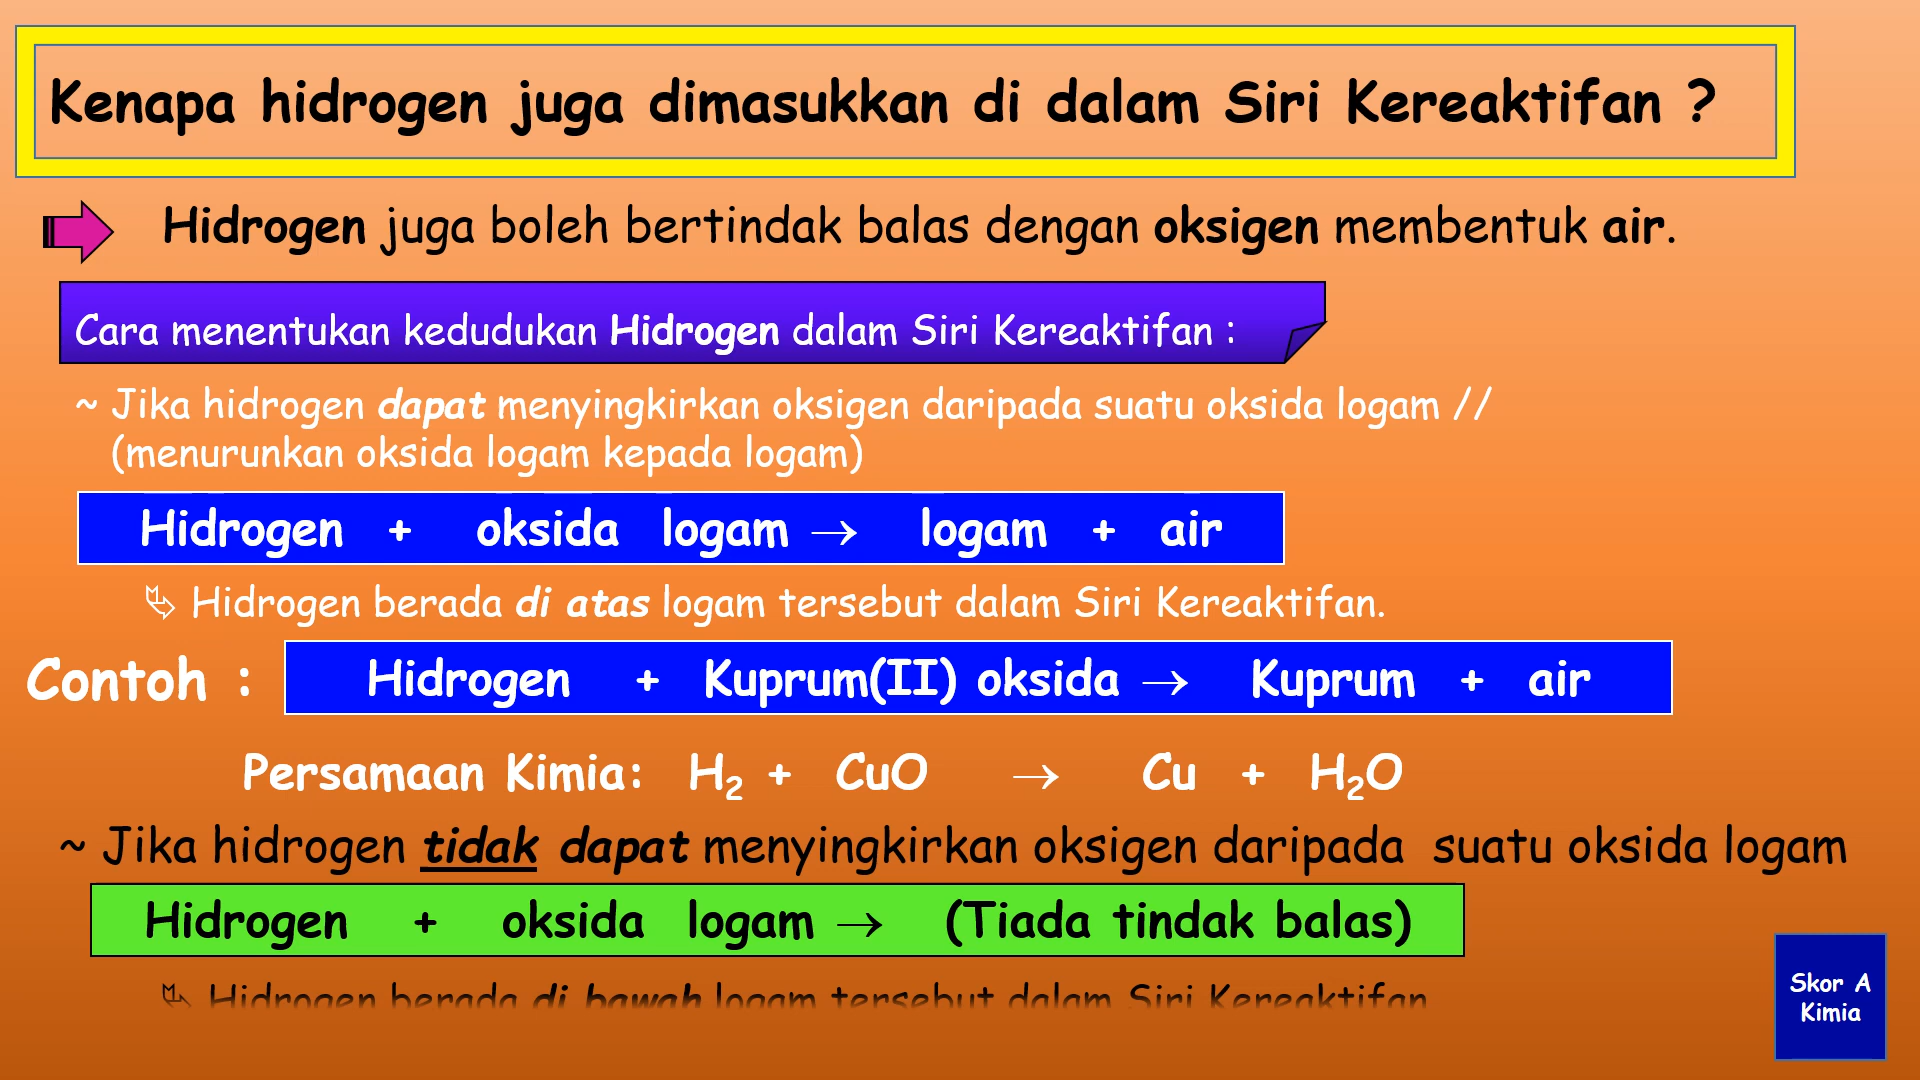 Kenapa hidrogen juga dimasukkan di dalam Siri Kereaktifan ?
Hidrogen juga boleh bertindak balas dengan oksigen membentuk air.
Cara menentukan kedudukan Hidrogen dalam Siri Kereaktifan :
~ Jika hidrogen dapat menyingkirkan oksigen daripada suatu oksida logam //
(menurunkan oksida logam kepada logam)
Hidrogen + oksida logam → logam + air
Hidrogen berada di atas logam tersebut dalam Siri Kereaktifan.
Contoh : Hidrogen + Kuprum(II) oksida → Kuprum + air
Persamaan Kimia: H₂ + CuO → Cu + H₂O
~ Jika hidrogen tidak dapat menyingkirkan oksigen daripada suatu oksida logam
Hidrogen + oksida logam → (Tiada tindak balas)
Hidrogen berada di bawah logam tersebut dalam Siri Kereaktifan
Skor A
Kimia